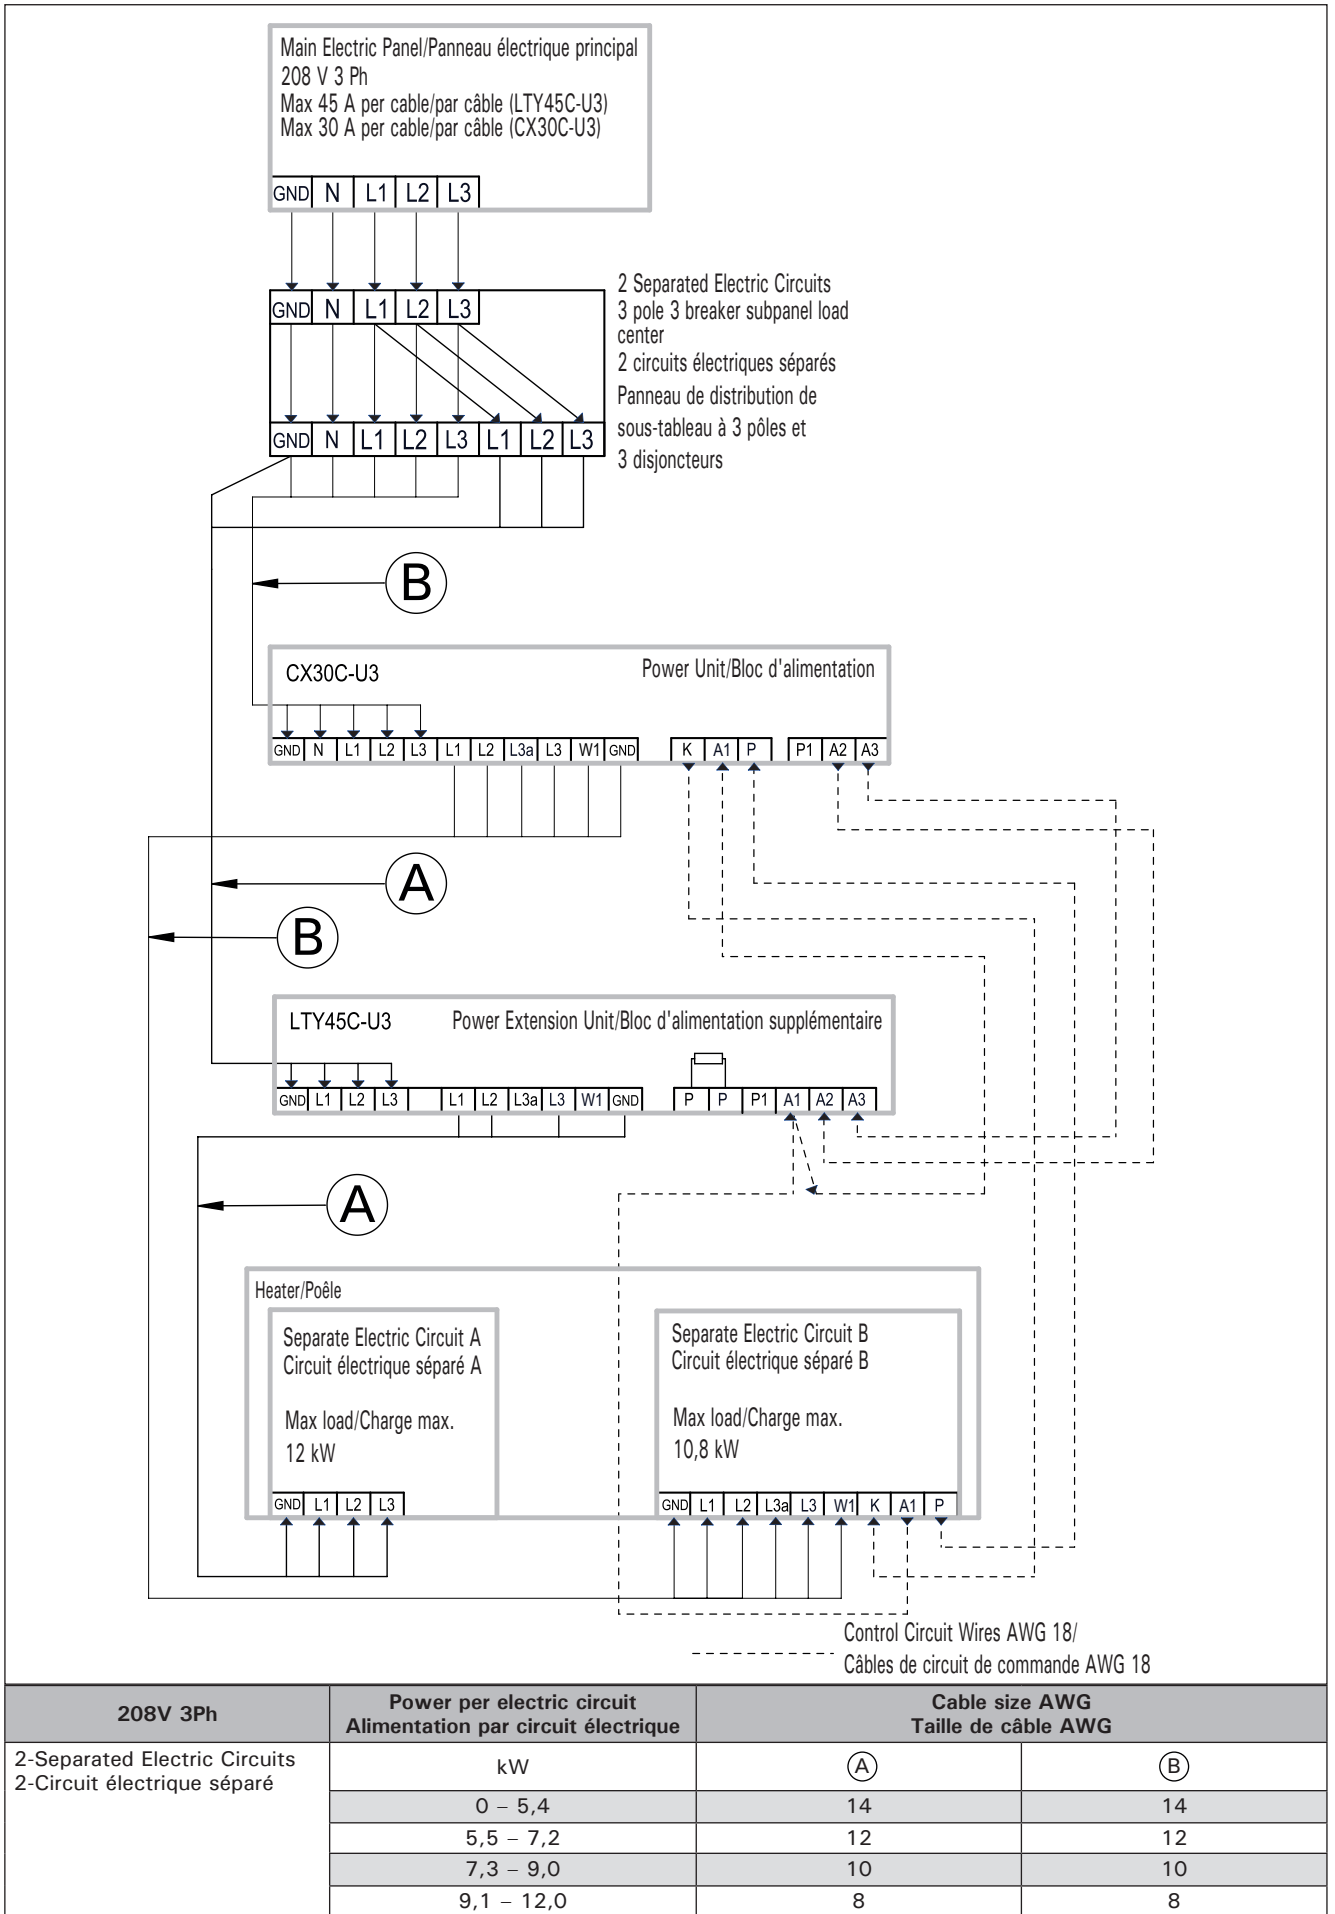 Main Electric Panel/Panneau électrique principal
208 V 3 Ph
Max 45 A per cable/par câble (LTY45C-U3)
Max 30 A per cable/par câble (CX30C-U3)
GND N L1 L2 L3
GND N L1 L2 L3
2 Separated Electric Circuits
3 pole 3 breaker subpanel load
center
2 circuits électriques séparés
Panneau de distribution de
sous-tableau à 3 pôles et
3 disjoncteurs
GND N L1 L2 L3 L1 L2 L3
B
CX30C-U3 Power Unit/Bloc d'alimentation
GND N L1 L2 L3 L1 L2 L3a L3 W1 GND K A1 P P1 A2 A3
A
B
LTY45C-U3 Power Extension Unit/Bloc d'alimentation supplémentaire
GND L1 L2 L3 L1 L2 L3a L3 W1 GND P P P1 A1 A2 A3
A
Heater/Poêle
Separate Electric Circuit A
Circuit électrique séparé A
Max load/Charge max.
12 kW
GND L1 L2 L3
Separate Electric Circuit B
Circuit électrique séparé B
Max load/Charge max.
10,8 kW
GND L1 L2 L3a L3 W1 K A1 P
Control Circuit Wires AWG 18/
Câbles de circuit de commande AWG 18
208V 3Ph
Power per electric circuit
Alimentation par circuit électrique
Cable size AWG
Taille de câble AWG
2-Separated Electric Circuits
2-Circuit électrique séparé
kW A B
0 – 5,4 14 14
5,5 – 7,2 12 12
7,3 – 9,0 10 10
9,1 – 12,0 8 8